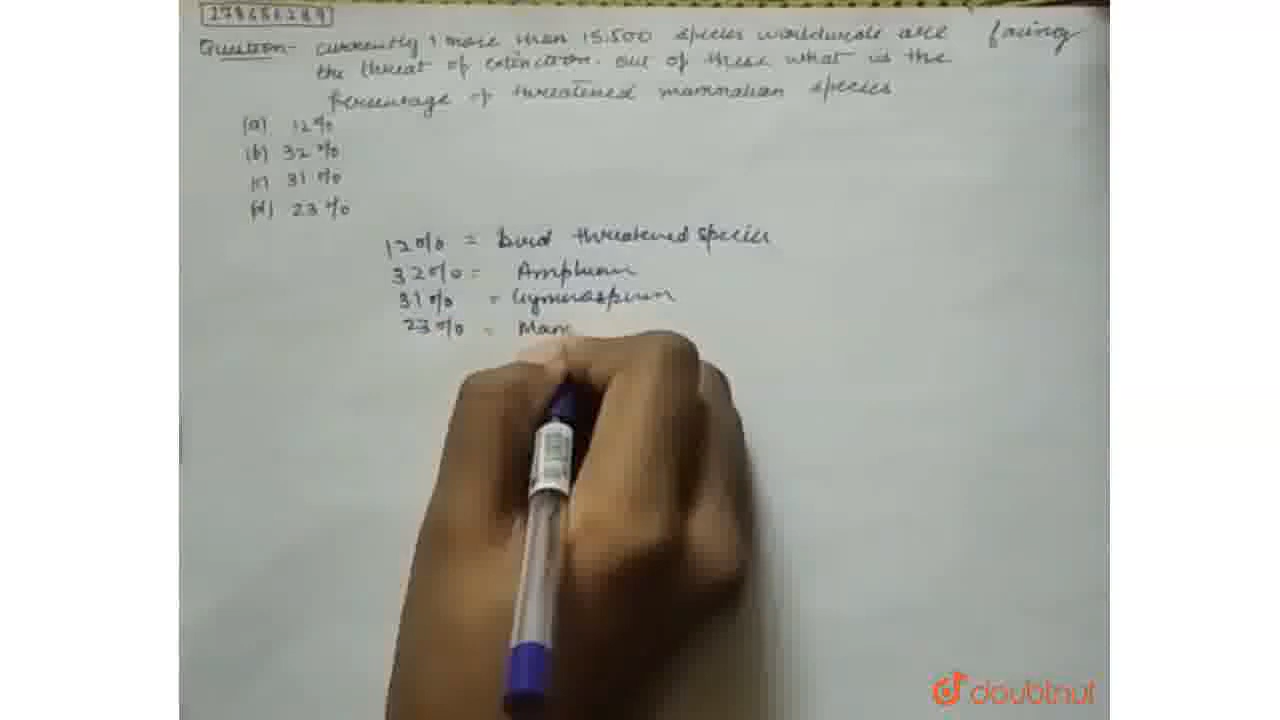 Question- currently, more than 15,500 species worldwide are facing
the threat of extinction. out of these what is the
percentage of threatened mammalian species
(a) 12%
(b) 32%
(c) 31%
(d) 23%
12% = bird threatened species
32% = Amphian
31% = Gymnosperm
23% = Mam
doubtnut